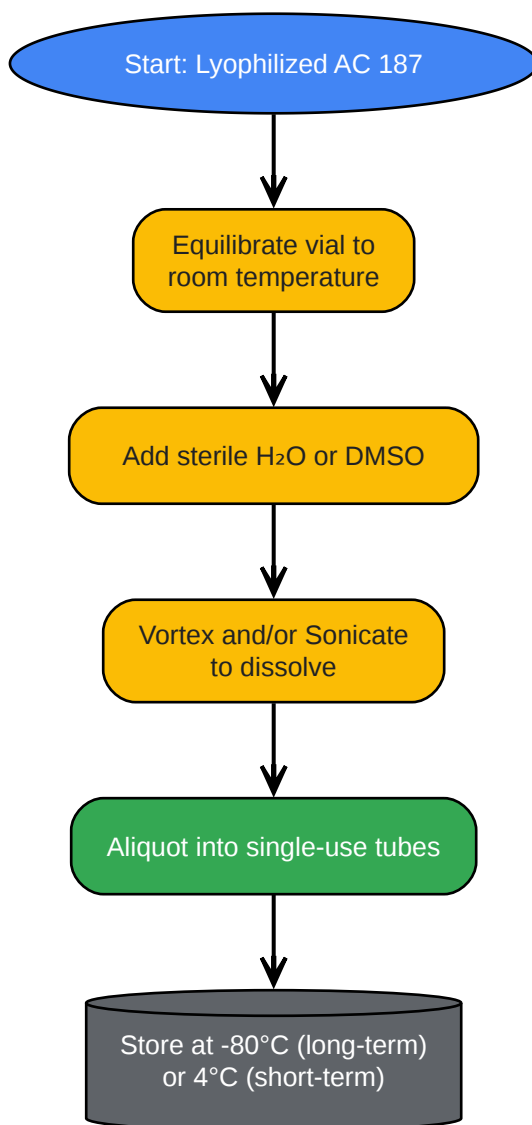 Start: Lyophilized AC 187
Equilibrate vial to
room temperature
Add sterile H₂O or DMSO
Vortex and/or Sonicate
to dissolve
Aliquot into single-use tubes
Store at -80°C (long-term)
or 4°C (short-term)